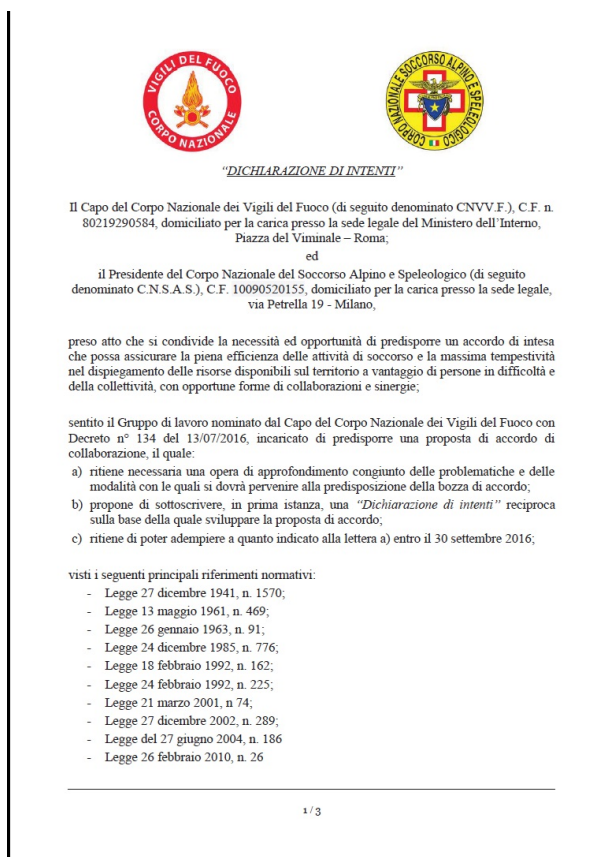 VIGILI DEL FUOCO
CORPO NAZIONALE
CORPO NAZIONALE SOCCORSO ALPINO E SPELEOLOGICO
“DICHIARAZIONE DI INTENTI”
Il Capo del Corpo Nazionale dei Vigili del Fuoco (di seguito denominato CNVV.F.), C.F. n.
80219290584, domiciliato per la carica presso la sede legale del Ministero dell’Interno,
Piazza del Viminale – Roma;
ed
il Presidente del Corpo Nazionale del Soccorso Alpino e Speleologico (di seguito
denominato C.N.S.A.S.), C.F. 10090520155, domiciliato per la carica presso la sede legale,
via Petrella 19 - Milano,
preso atto che si condivide la necessità ed opportunità di predisporre un accordo di intesa
che possa assicurare la piena efficienza delle attività di soccorso e la massima tempestività
nel dispiegamento delle risorse disponibili sul territorio a vantaggio di persone in difficoltà e
della collettività, con opportune forme di collaborazioni e sinergie;
sentito il Gruppo di lavoro nominato dal Capo del Corpo Nazionale dei Vigili del Fuoco con
Decreto n° 134 del 13/07/2016, incaricato di predisporre una proposta di accordo di
collaborazione, il quale:
a) ritiene necessaria una opera di approfondimento congiunto delle problematiche e delle
modalità con le quali si dovrà pervenire alla predisposizione della bozza di accordo;
b) propone di sottoscrivere, in prima istanza, una “Dichiarazione di intenti” reciproca
sulla base della quale sviluppare la proposta di accordo;
c) ritiene di poter adempiere a quanto indicato alla lettera a) entro il 30 settembre 2016;
visti i seguenti principali riferimenti normativi:
- Legge 27 dicembre 1941, n. 1570;
- Legge 13 maggio 1961, n. 469;
- Legge 26 gennaio 1963, n. 91;
- Legge 24 dicembre 1985, n. 776;
- Legge 18 febbraio 1992, n. 162;
- Legge 24 febbraio 1992, n. 225;
- Legge 21 marzo 2001, n 74;
- Legge 27 dicembre 2002, n. 289;
- Legge del 27 giugno 2004, n. 186
- Legge 26 febbraio 2010, n. 26
1 / 3